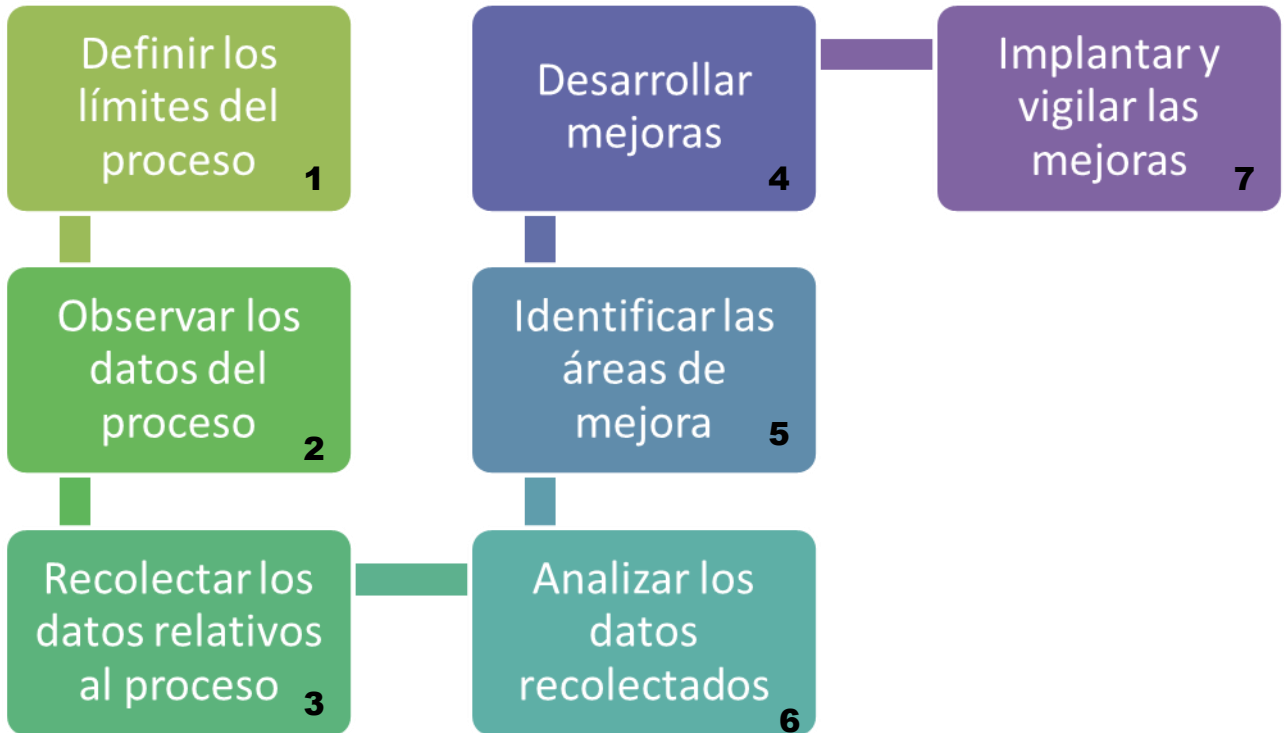 Definir los
límites del
proceso
1
Observar los
datos del
proceso
2
Recolectar los
datos relativos
al proceso
3
Desarrollar
mejoras
4
Identificar las
áreas de
mejora
5
Analizar los
datos
recolectados
6
Implantar y
vigilar las
mejoras
7